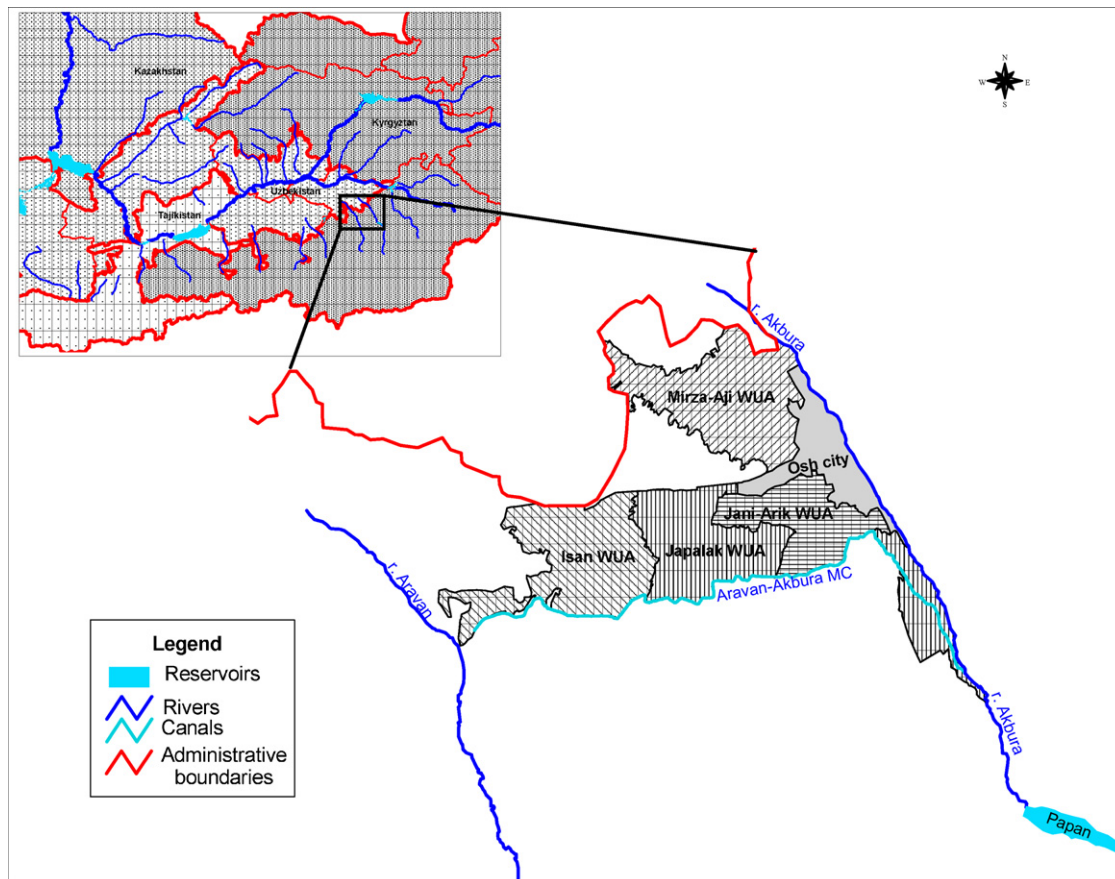 Kazakhstan
Kyrgyztan
Uzbekistan
Tajikistan
N
W E
S
r. Akbura
Mirza-Aji WUA
Osh city
Jani-Arik WUA
Isan WUA
Japalak WUA
r. Aravan
Aravan-Akbura MC
r. Akbura
Papan
Legend
Reservoirs
Rivers
Canals
Administrative
boundaries